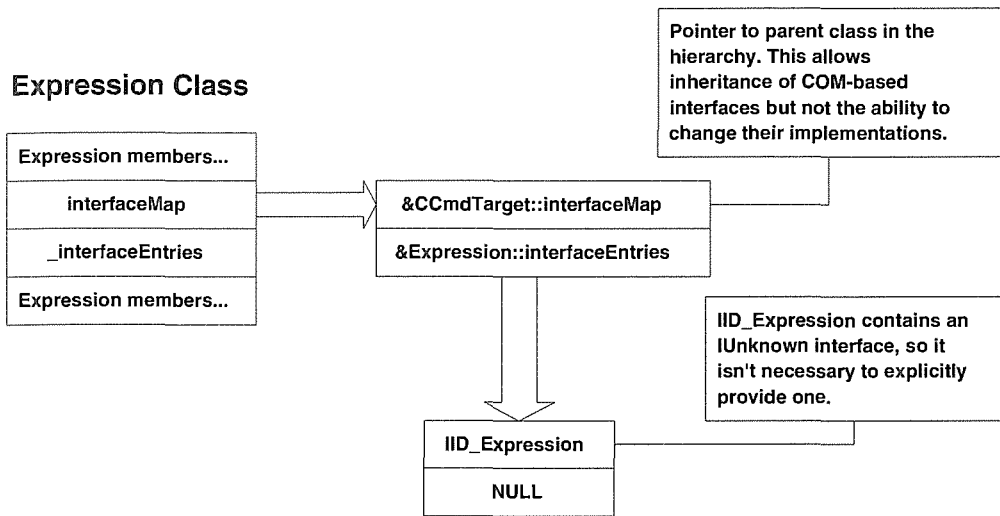 Expression Class
Expression members...
interfaceMap
_interfaceEntries
Expression members...
&CCmdTarget::interfaceMap
&Expression::interfaceEntries
Pointer to parent class in the
hierarchy. This allows
inheritance of COM-based
interfaces but not the ability to
change their implementations.
IID_Expression contains an
IUnknown interface, so it
isn't necessary to explicitly
provide one.
IID_Expression
NULL